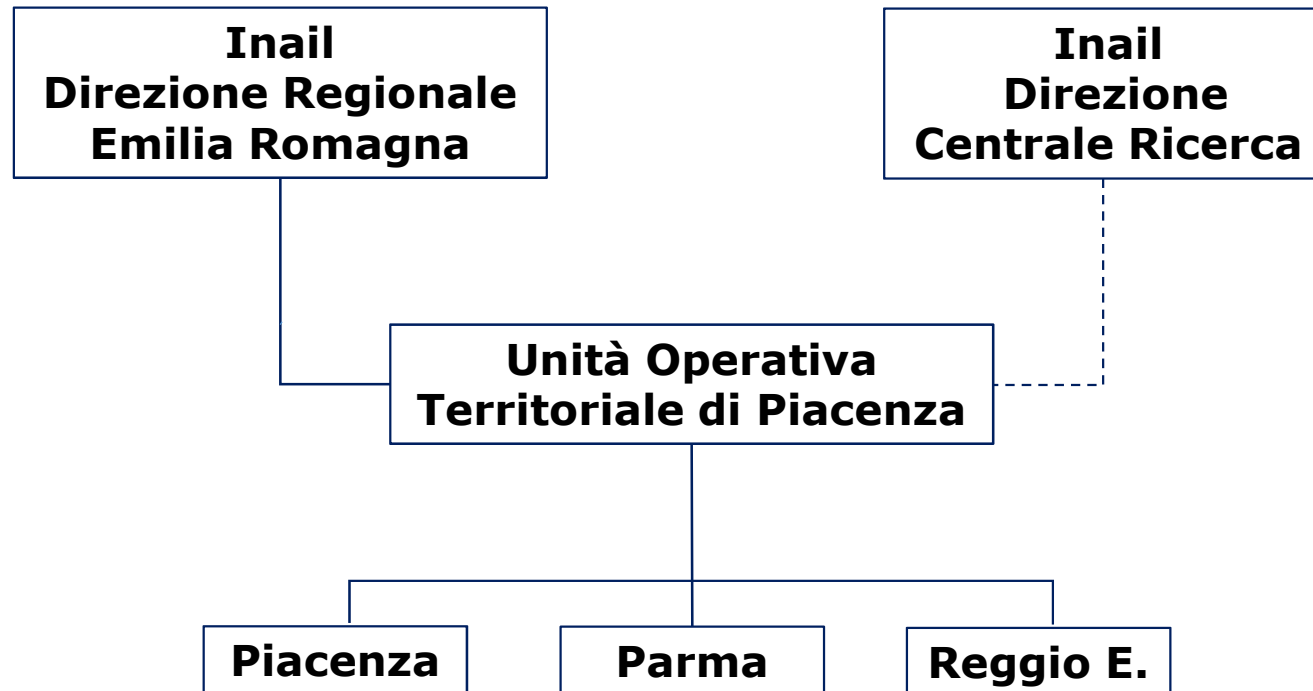 Inail
Direzione Regionale
Emilia Romagna
Inail
Direzione
Centrale Ricerca
Unità Operativa
Territoriale di Piacenza
Piacenza
Parma
Reggio E.